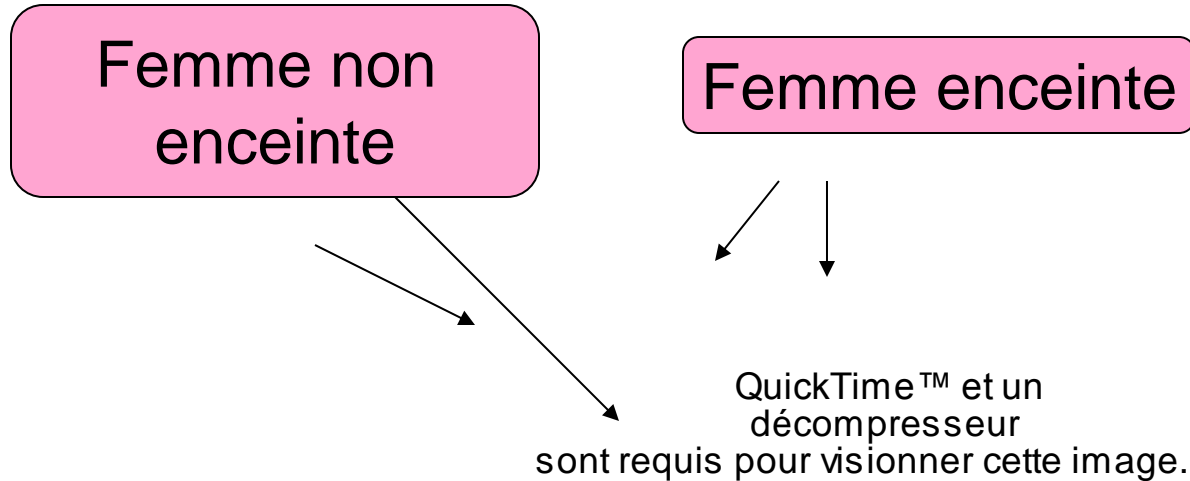 Femme non
enceinte
Femme enceinte
QuickTime™ et un
décompresseur
sont requis pour visionner cette image.